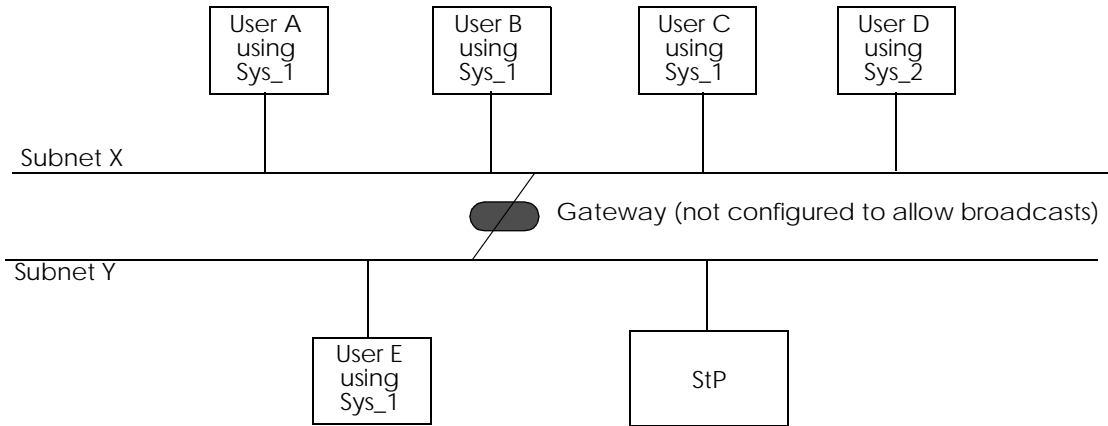 User A
using
Sys_1
User B
using
Sys_1
User C
using
Sys_1
User D
using
Sys_2
Subnet X
Gateway (not configured to allow broadcasts)
Subnet Y
User E
using
Sys_1
StP